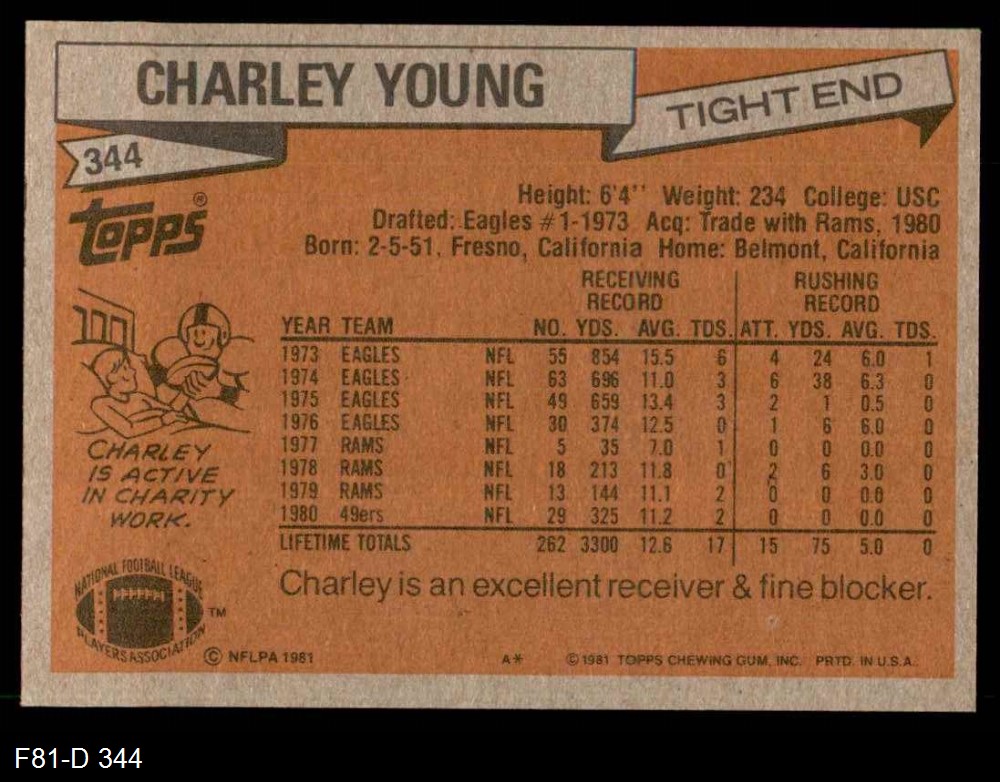 CHARLEY YOUNG
TIGHT END
344
TOPPS®
Height: 6'4'' Weight: 234 College: USC
Drafted: Eagles #1-1973 Acq: Trade with Rams, 1980
Born: 2-5-51, Fresno, California Home: Belmont, California
RECEIVING RECORD RUSHING RECORD
YEAR TEAM NO. YDS. AVG. TDS. ATT. YDS. AVG. TDS.
1973 EAGLES NFL 55 854 15.5 6 4 24 6.0 1
1974 EAGLES NFL 63 696 11.0 3 6 38 6.3 0
1975 EAGLES NFL 49 659 13.4 3 2 1 0.5 0
1976 EAGLES NFL 30 374 12.5 0 1 6 6.0 0
1977 RAMS NFL 5 35 7.0 1 0 0 0.0 0
1978 RAMS NFL 18 213 11.8 0 2 6 3.0 0
1979 RAMS NFL 13 144 11.1 2 0 0 0.0 0
1980 49ers NFL 29 325 11.2 2 0 0 0.0 0
LIFETIME TOTALS 262 3300 12.6 17 15 75 5.0 0
CHARLEY
IS ACTIVE
IN CHARITY
WORK.
Charley is an excellent receiver & fine blocker.
NATIONAL FOOTBALL LEAGUE
PLAYERS ASSOCIATION
TM
© NFLPA 1981
A* © 1981 TOPPS CHEWING GUM, INC. PRTD. IN U.S.A.
F81-D 344